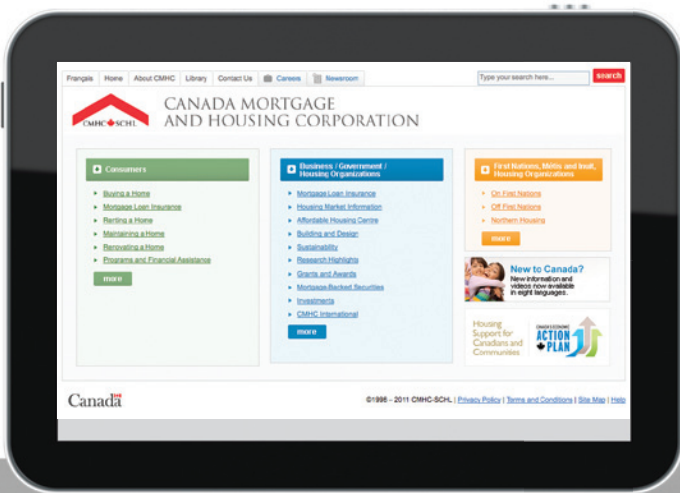 Français Home About CMHC Library Contact Us Careers Newsroom Type your search here... search
CMHC SCHL
CANADA MORTGAGE
AND HOUSING CORPORATION
Consumers
Buying a Home
Mortgage Loan Insurance
Renting a Home
Maintaining a Home
Renovating a Home
Programs and Financial Assistance
more
Business / Government /
Housing Organizations
Mortgage Loan Insurance
Housing Market Information
Affordable Housing Centre
Building and Design
Sustainability
Research Highlights
Grants and Awards
Mortgage-Backed Securities
Investments
CMHC International
more
First Nations, Métis and Inuit,
Housing Organizations
On First Nations
Off First Nations
Northern Housing
more
New to Canada?
New information and
videos now available
in eight languages.
Housing
Support for
Canadians and
Communities
CANADA'S ECONOMIC
ACTION
PLAN
Canada
©1996 – 2011 CMHC-SCHL | Privacy Policy | Terms and Conditions | Site Map | Help